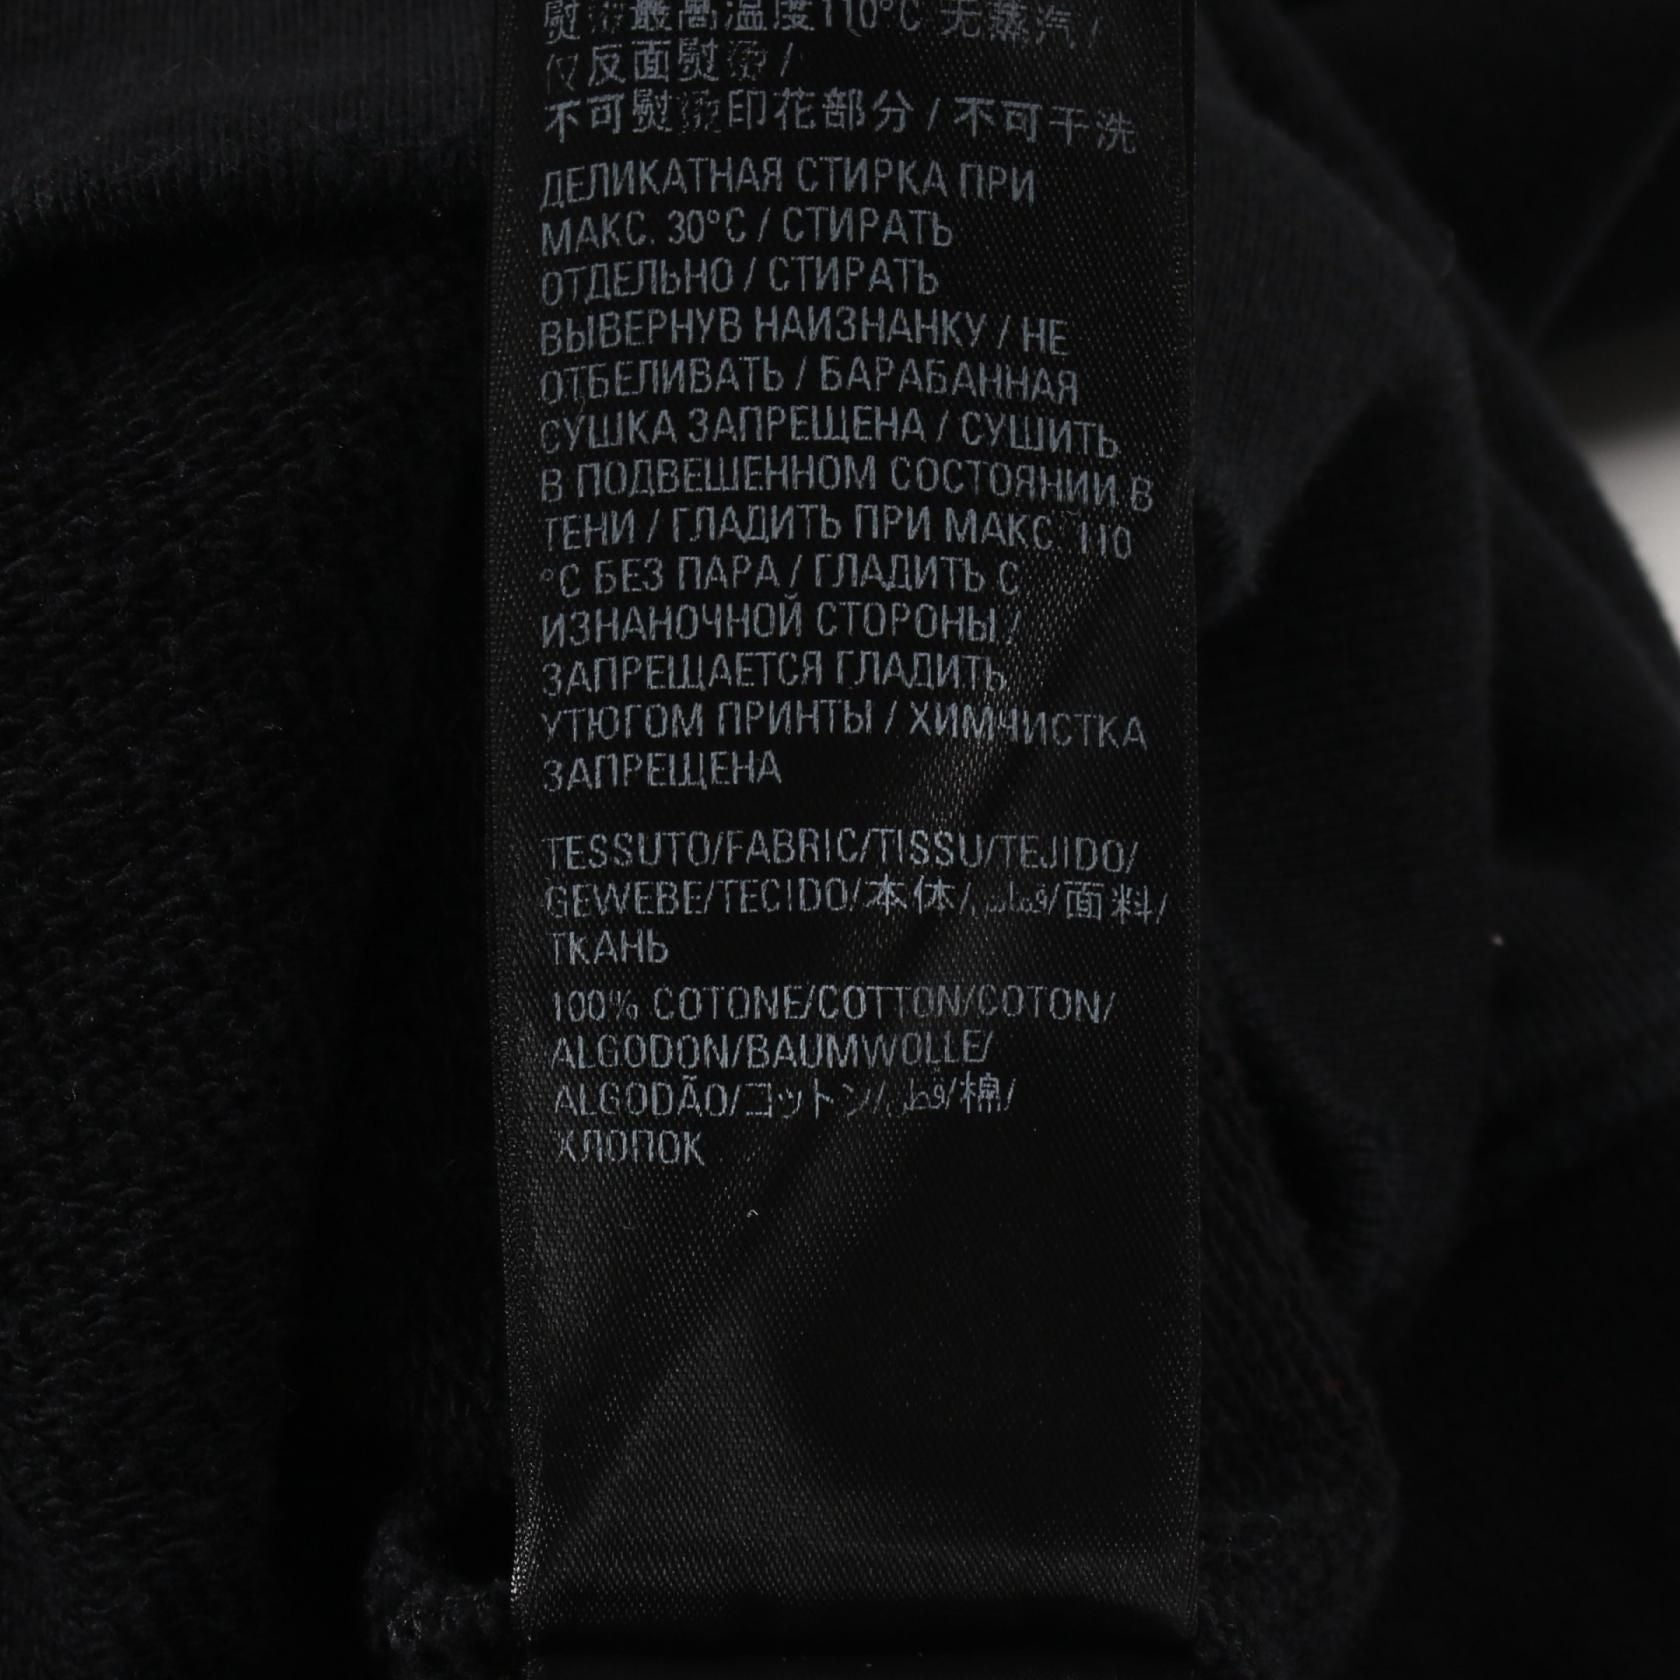 熨烫最高温度110°C 无蒸汽 /
仅反面熨烫 /
不可熨烫印花部分 / 不可干洗
ДЕЛИКАТНАЯ СТИРКА ПРИ
МАКС. 30°C / СТИРАТЬ
ОТДЕЛЬНО / СТИРАТЬ
ВЫВЕРНУВ НАИЗНАНКУ / НЕ
ОТБЕЛИВАТЬ / БАРАБАННАЯ
СУШКА ЗАПРЕЩЕНА / СУШИТЬ
В ПОДВЕШЕННОМ СОСТОЯНИИ В
ТЕНИ / ГЛАДИТЬ ПРИ МАКС. 110
°C БЕЗ ПАРА / ГЛАДИТЬ С
ИЗНАНОЧНОЙ СТОРОНЫ /
ЗАПРЕЩАЕТСЯ ГЛАДИТЬ
УТЮГОМ ПРИНТЫ / ХИМЧИСТКА
ЗАПРЕЩЕНА
TESSUTO/FABRIC/TISSU/TEJIDO/
GEWEBE/TECIDO/本体/قماش/面料/
ТКАНЬ
100% COTONE/COTTON/COTON/
ALGODON/BAUMWOLLE/
ALGODÃO/コットン/قطن/棉/
ХЛОПОК